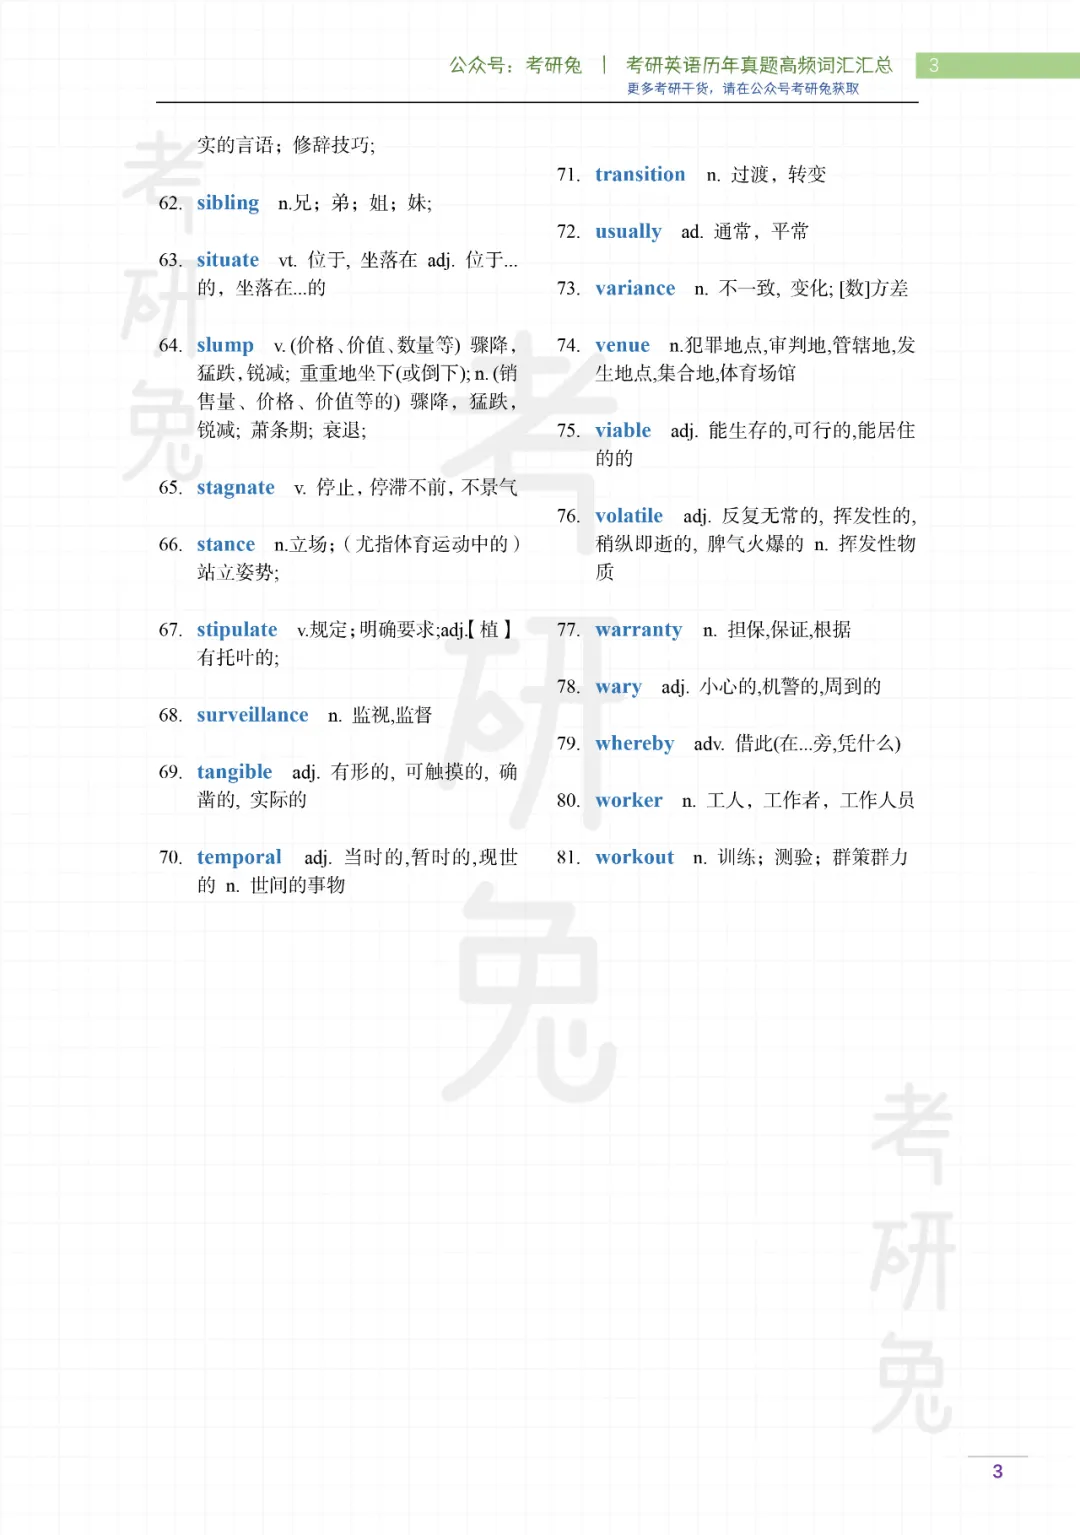 公众号：考研兔 | 考研英语历年真题高频词汇汇总 3
更多考研干货，请在公众号考研兔获取
实的言语；修辞技巧;
62. sibling n.兄；弟；姐；妹;
63. situate vt. 位于, 坐落在 adj. 位于...
的，坐落在...的
64. slump v. (价格、价值、数量等) 骤降，
猛跌，锐减; 重重地坐下(或倒下); n. (销
售量、价格、价值等的) 骤降，猛跌，
锐减; 萧条期; 衰退;
65. stagnate v. 停止，停滞不前，不景气
66. stance n.立场；（尤指体育运动中的）
站立姿势;
67. stipulate v.规定；明确要求;adj.【植】
有托叶的;
68. surveillance n. 监视,监督
69. tangible adj. 有形的, 可触摸的, 确
凿的, 实际的
70. temporal adj. 当时的,暂时的,现世
的 n. 世间的事物
71. transition n. 过渡，转变
72. usually ad. 通常，平常
73. variance n. 不一致, 变化; [数]方差
74. venue n.犯罪地点,审判地,管辖地,发
生地点,集合地,体育场馆
75. viable adj. 能生存的,可行的,能居住
的的
76. volatile adj. 反复无常的, 挥发性的,
稍纵即逝的, 脾气火爆的 n. 挥发性物
质
77. warranty n. 担保,保证,根据
78. wary adj. 小心的,机警的,周到的
79. whereby adv. 借此(在...旁,凭什么)
80. worker n. 工人，工作者，工作人员
81. workout n. 训练；测验；群策群力
考研兔
考研兔
考研兔
3